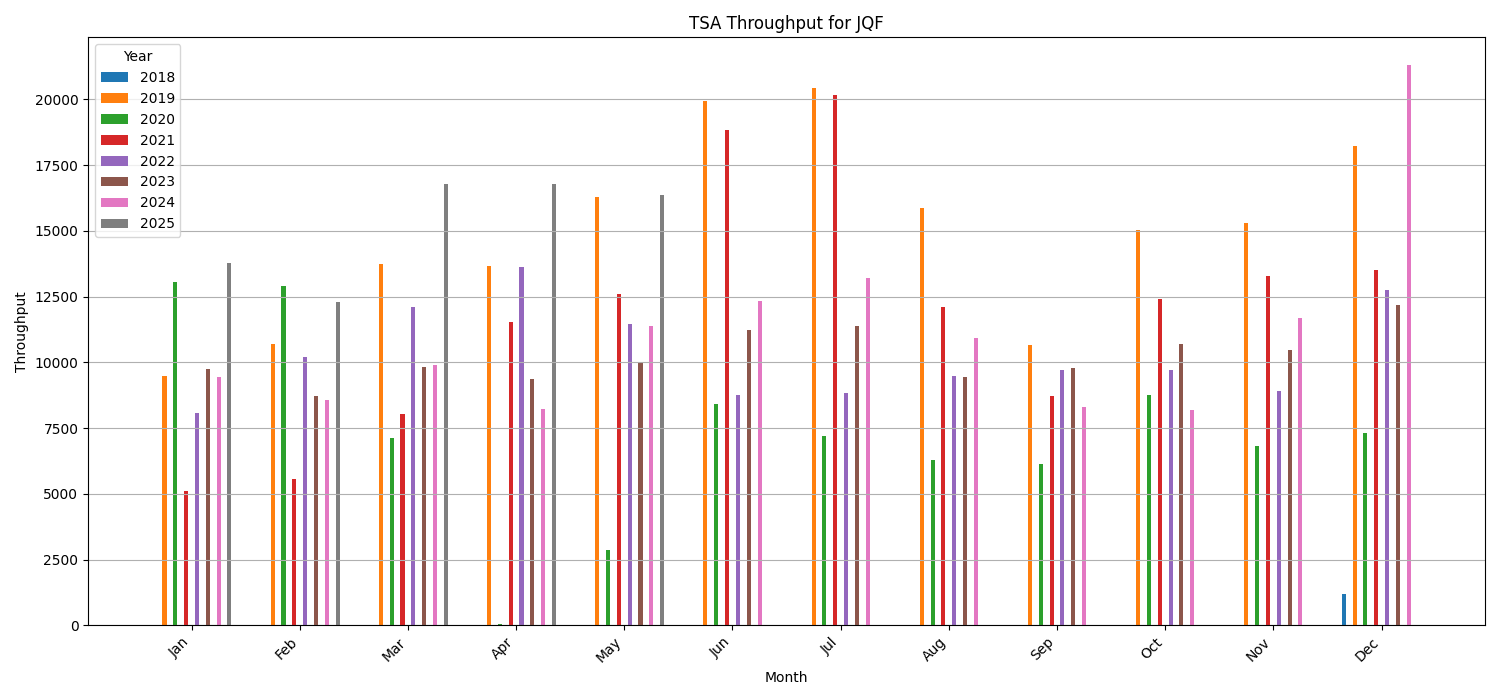 TSA Throughput for JQF
Year
2018
2019
2020
2021
2022
2023
2024
2025
Throughput
20000
17500
15000
12500
10000
7500
5000
2500
0
Jan
Feb
Mar
Apr
May
Jun
Jul
Aug
Sep
Oct
Nov
Dec
Month